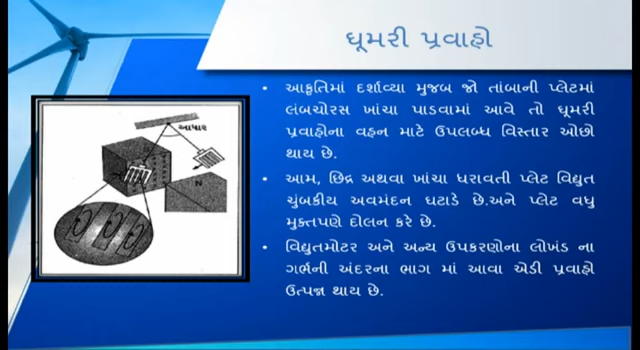 ઘૂમરી પ્રવાહો
• આકૃતિમાં દર્શાવ્યા મુજબ જો તાંબાની પ્લેટમાં
લંબચોરસ ખાંચા પાડવામાં આવે તો ઘૂમરી
પ્રવાહોના વહન માટે ઉપલબ્ધ વિસ્તાર ઓછો
થાય છે.
• આમ, છિદ્ર અથવા ખાંચા ધરાવતી પ્લેટ વિદ્યુત
ચુંબકીય અવમંદન ઘટાડે છે.અને પ્લેટ વધુ
મુક્તપણે દોલન કરે છે.
• વિદ્યુતમોટર અને અન્ય ઉપકરણોના લોખંડ ના
ગર્ભની અંદરના ભાગ માં આવા એડી પ્રવાહો
ઉત્પન્ન થાય છે.
આધાર
N